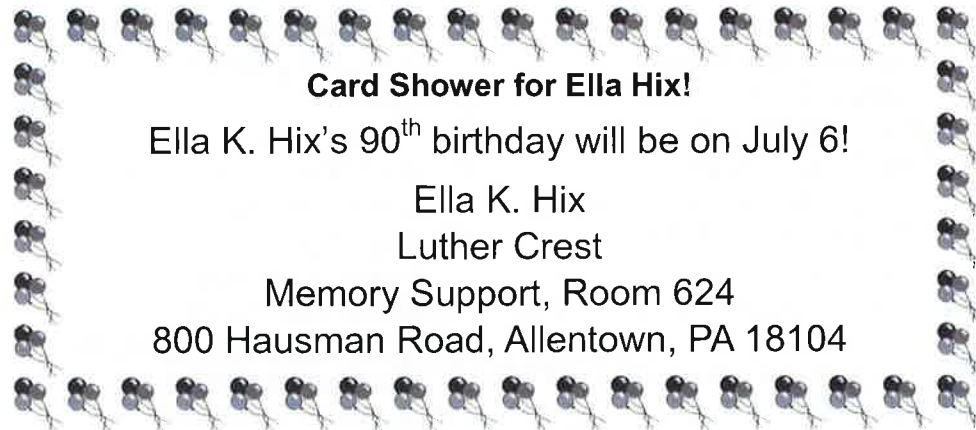 Card Shower for Ella Hix!
Ella K. Hix's 90th birthday will be on July 6!
Ella K. Hix
Luther Crest
Memory Support, Room 624
800 Hausman Road, Allentown, PA 18104